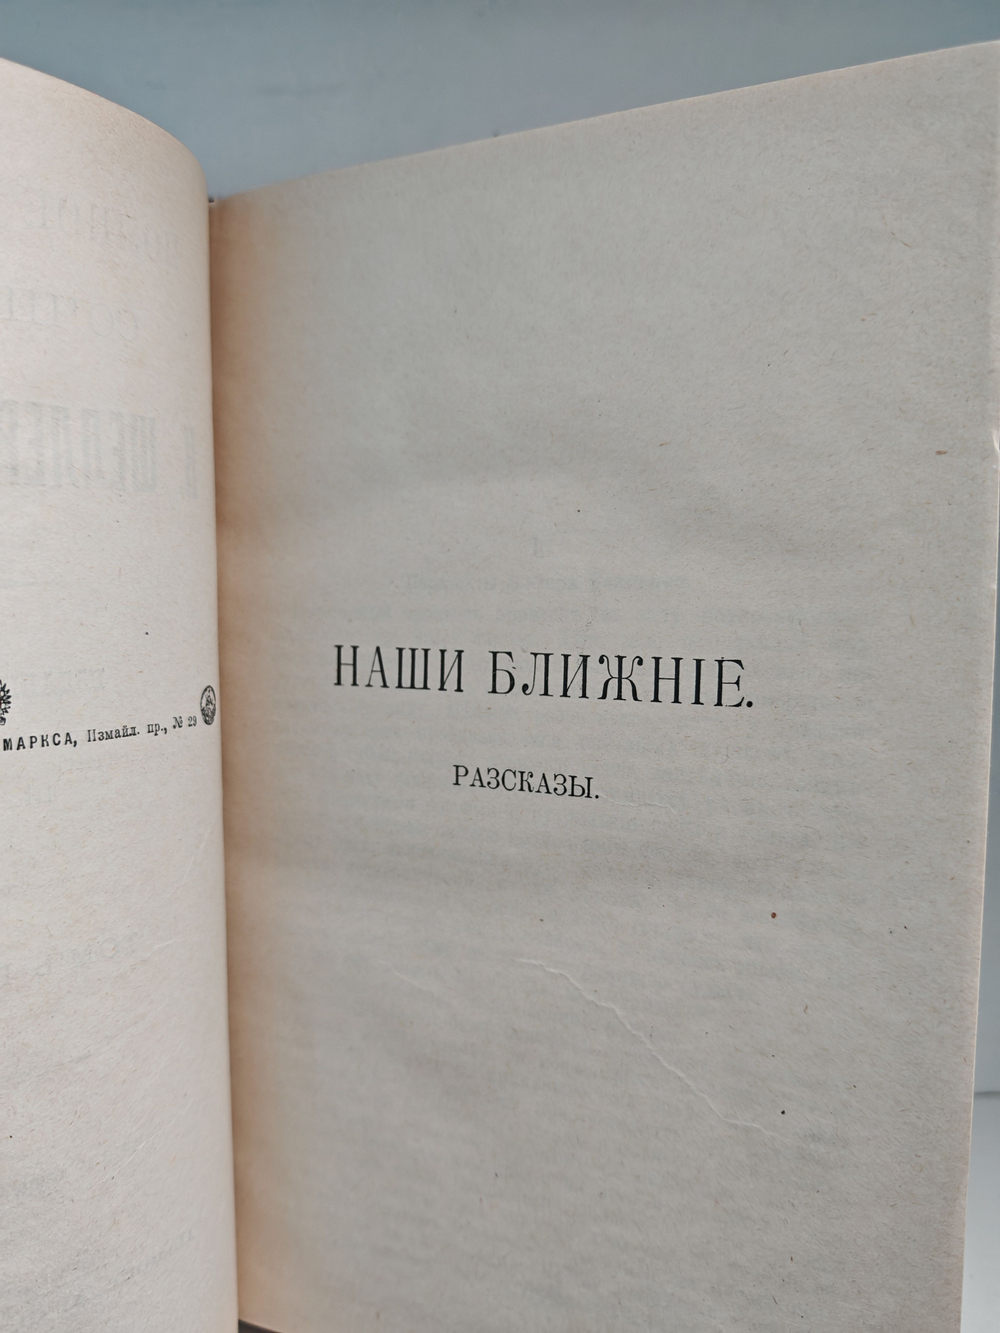 МАРКСА, Измайл. пр., № 29
НАШИ БЛИЖНІЕ.
РАЗСКАЗЫ.